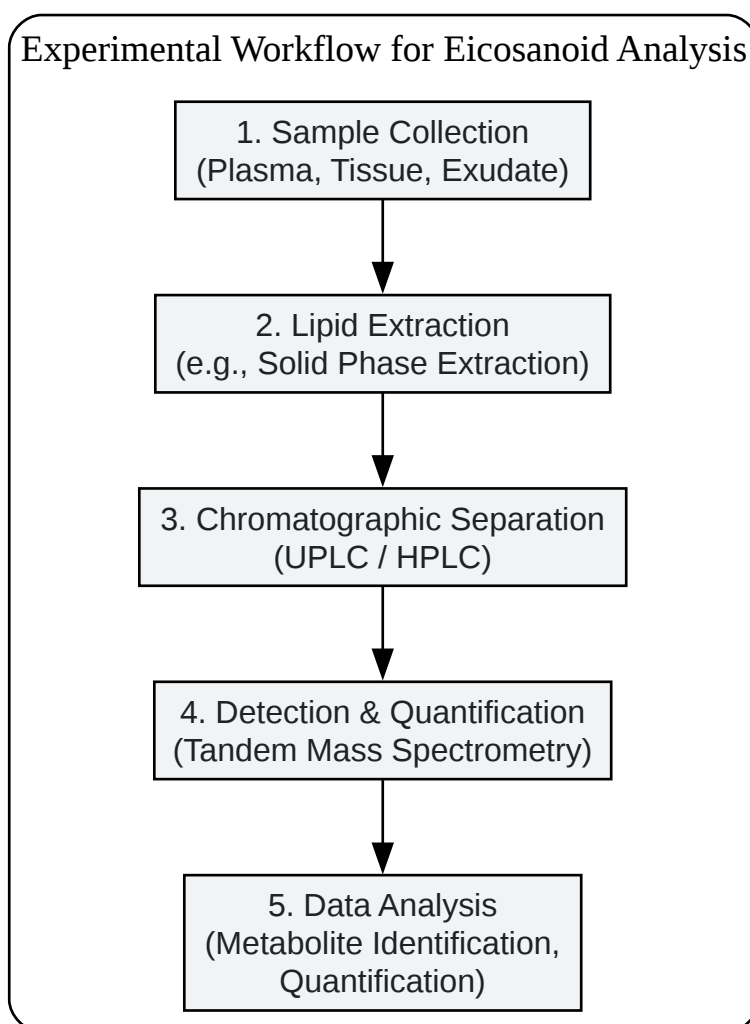 Experimental Workflow for Eicosanoid Analysis
1. Sample Collection
(Plasma, Tissue, Exudate)
2. Lipid Extraction
(e.g., Solid Phase Extraction)
3. Chromatographic Separation
(UPLC / HPLC)
4. Detection & Quantification
(Tandem Mass Spectrometry)
5. Data Analysis
(Metabolite Identification,
Quantification)